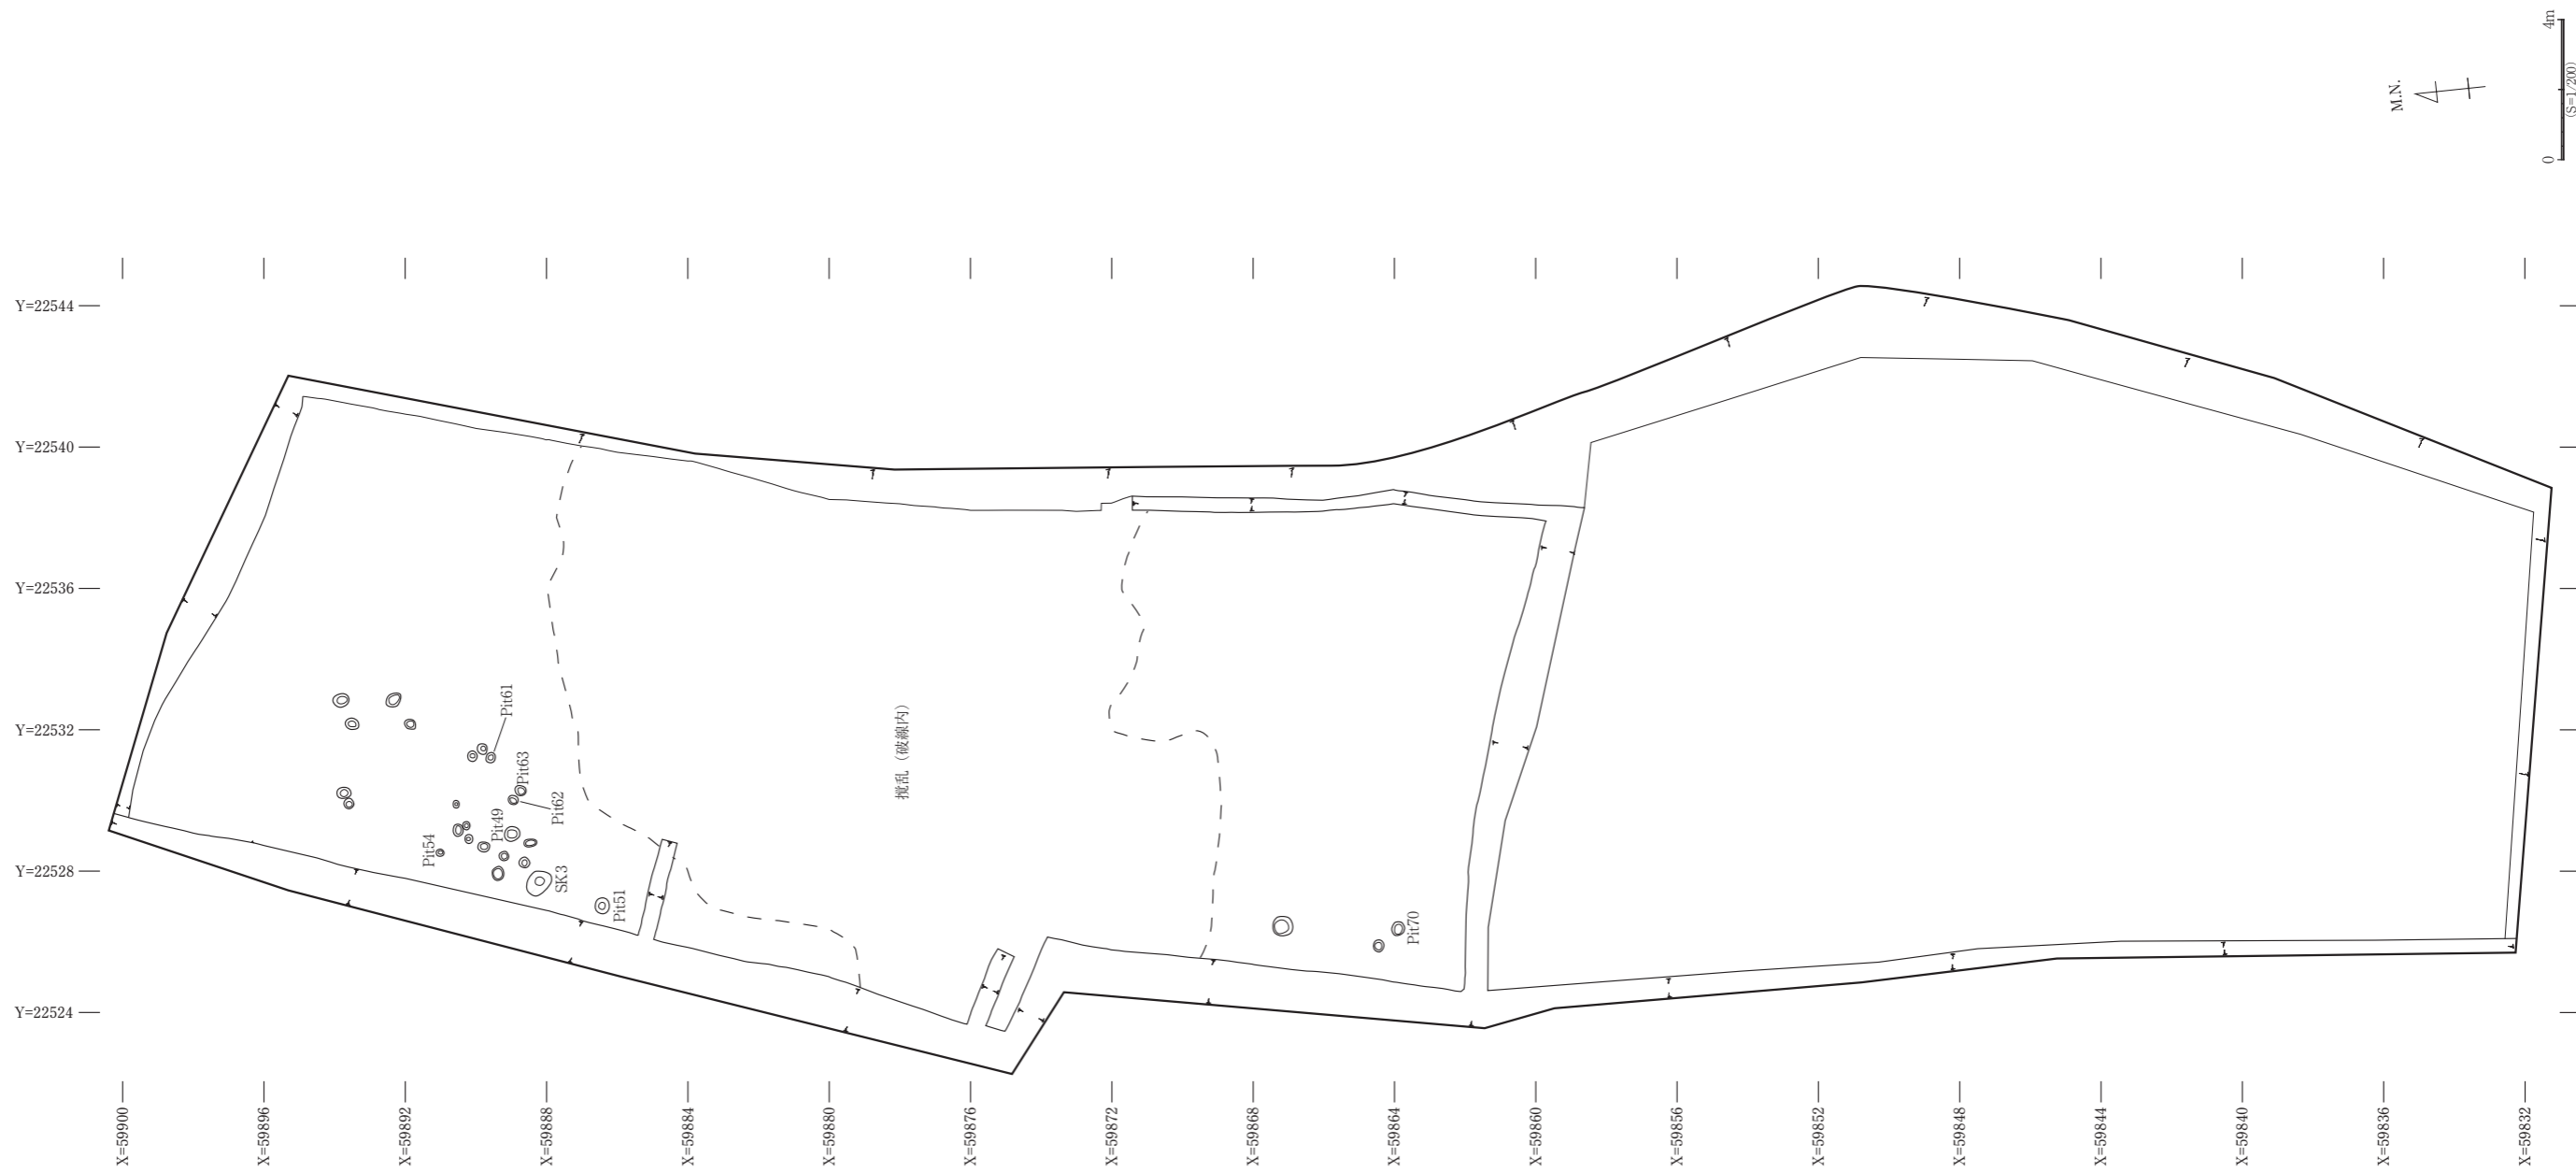 4m
(S=1/200)
0
M.N.
Y=22544
Y=22540
Y=22536
Y=22532
Y=22528
Y=22524
Pit61
Pit63
Pit62
Pit49
Pit54
SK3
Pit51
撹乱（破線内）
Pit70
X=59900
X=59896
X=59892
X=59888
X=59884
X=59880
X=59876
X=59872
X=59868
X=59864
X=59860
X=59856
X=59852
X=59848
X=59844
X=59840
X=59836
X=59832